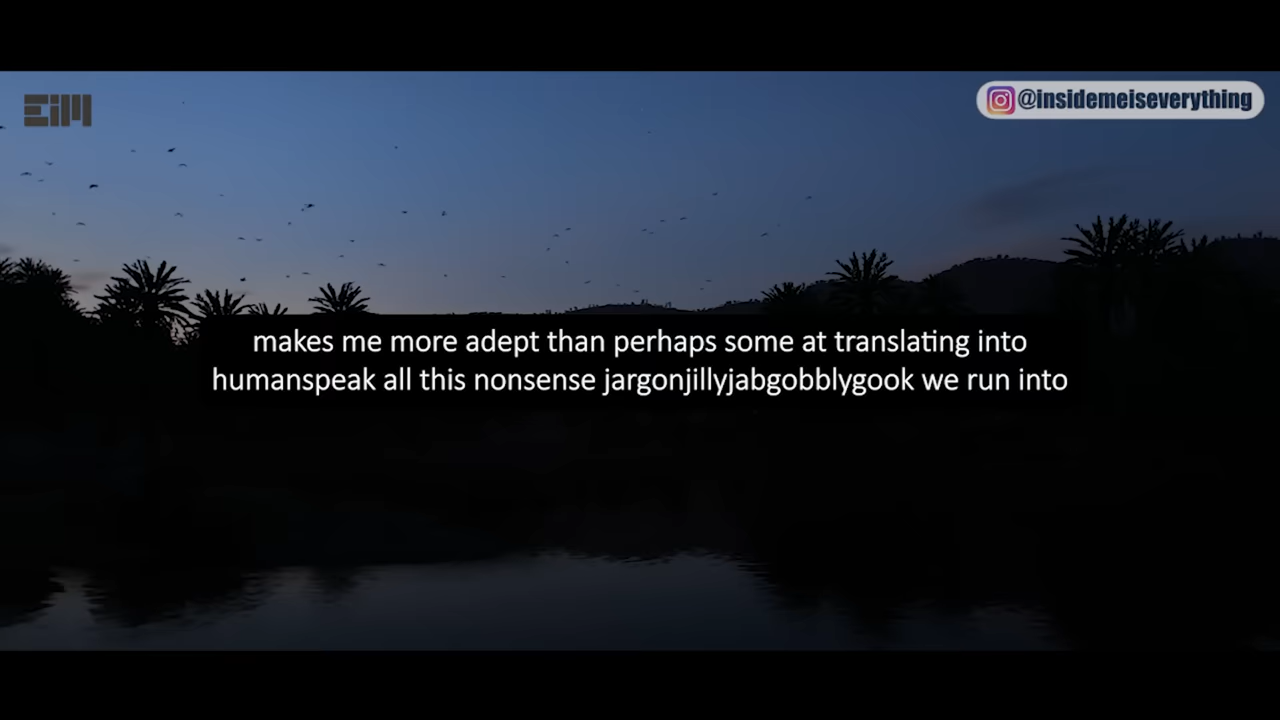 EiM
@insidemeiseverything
makes me more adept than perhaps some at translating into
humanspeak all this nonsense jargonjillyjabgobblygook we run into